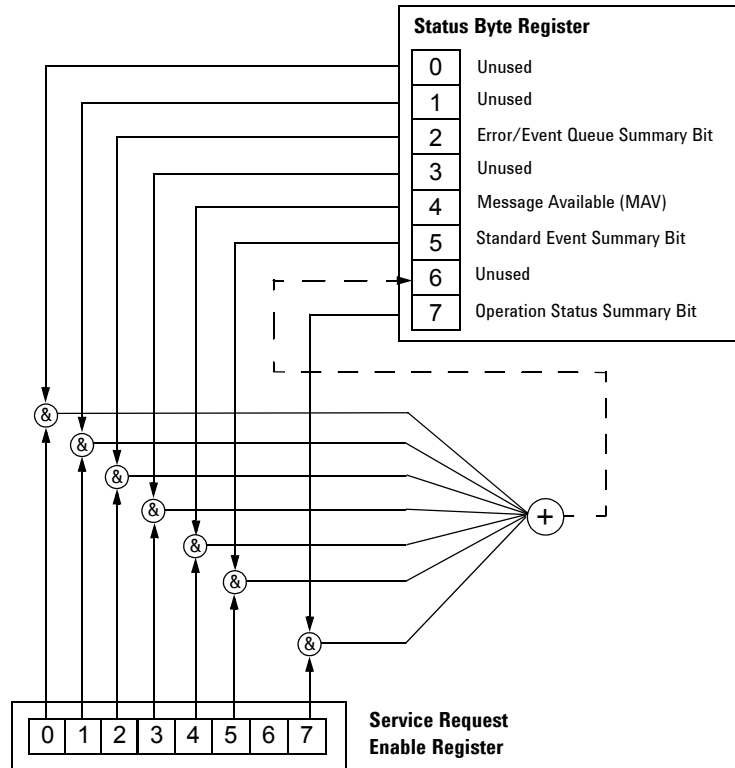 Status Byte Register
0 Unused
1 Unused
2 Error/Event Queue Summary Bit
3 Unused
4 Message Available (MAV)
5 Standard Event Summary Bit
6 Unused
7 Operation Status Summary Bit
&
&
&
&
&
&
&
+
0 1 2 3 4 5 6 7
Service Request
Enable Register